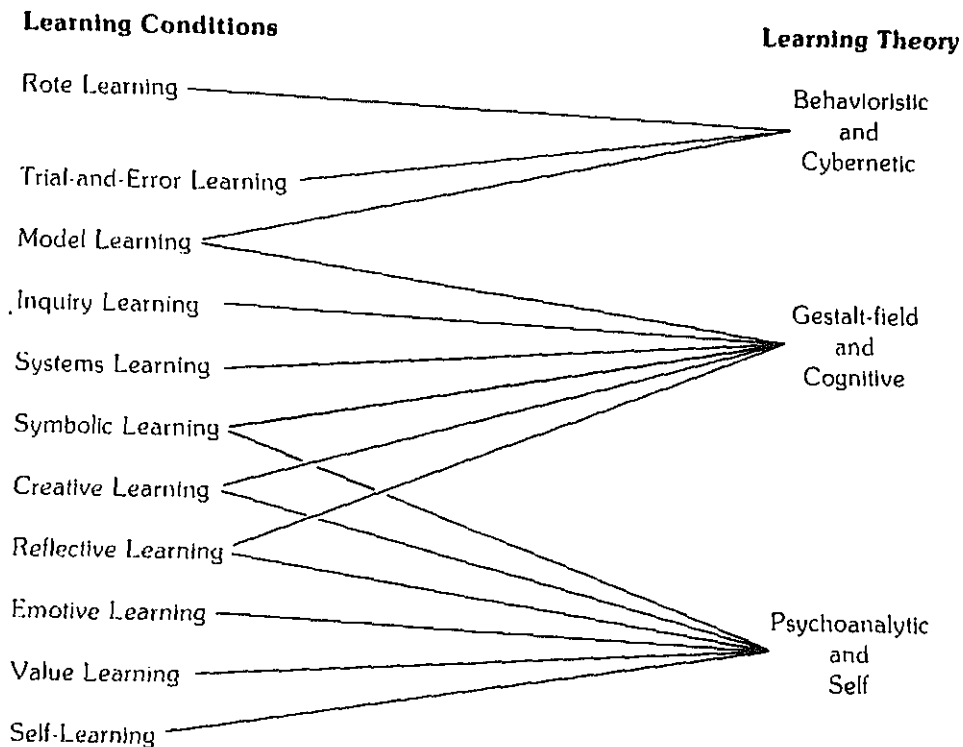 Learning Conditions
Learning Theory
Rote Learning
Behavioristic
and
Cybernetic
Trial-and-Error Learning
Model Learning
Inquiry Learning
Gestalt-field
and
Cognitive
Systems Learning
Symbolic Learning
Creative Learning
Reflective Learning
Emotive Learning
Psychoanalytic
and
Self
Value Learning
Self-Learning